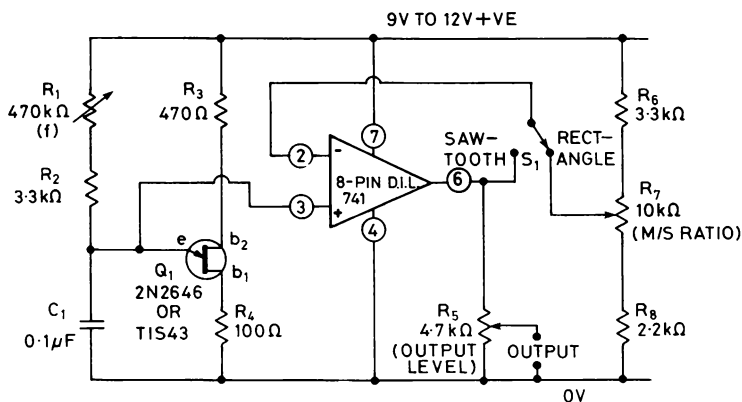 9V TO 12V +VE
R1
470kΩ
(f)
R3
470Ω
R6
3·3kΩ
7
2
-
SAW-
TOOTH
S1
RECT-
ANGLE
R2
3·3kΩ
8-PIN D.I.L.
741
6
3
+
4
R7
10kΩ
(M/S RATIO)
e
b2
b1
Q1
2N2646
OR
TIS43
C1
0·1µF
R4
100Ω
R5
4·7kΩ
(OUTPUT
LEVEL)
OUTPUT
R8
2·2kΩ
0V